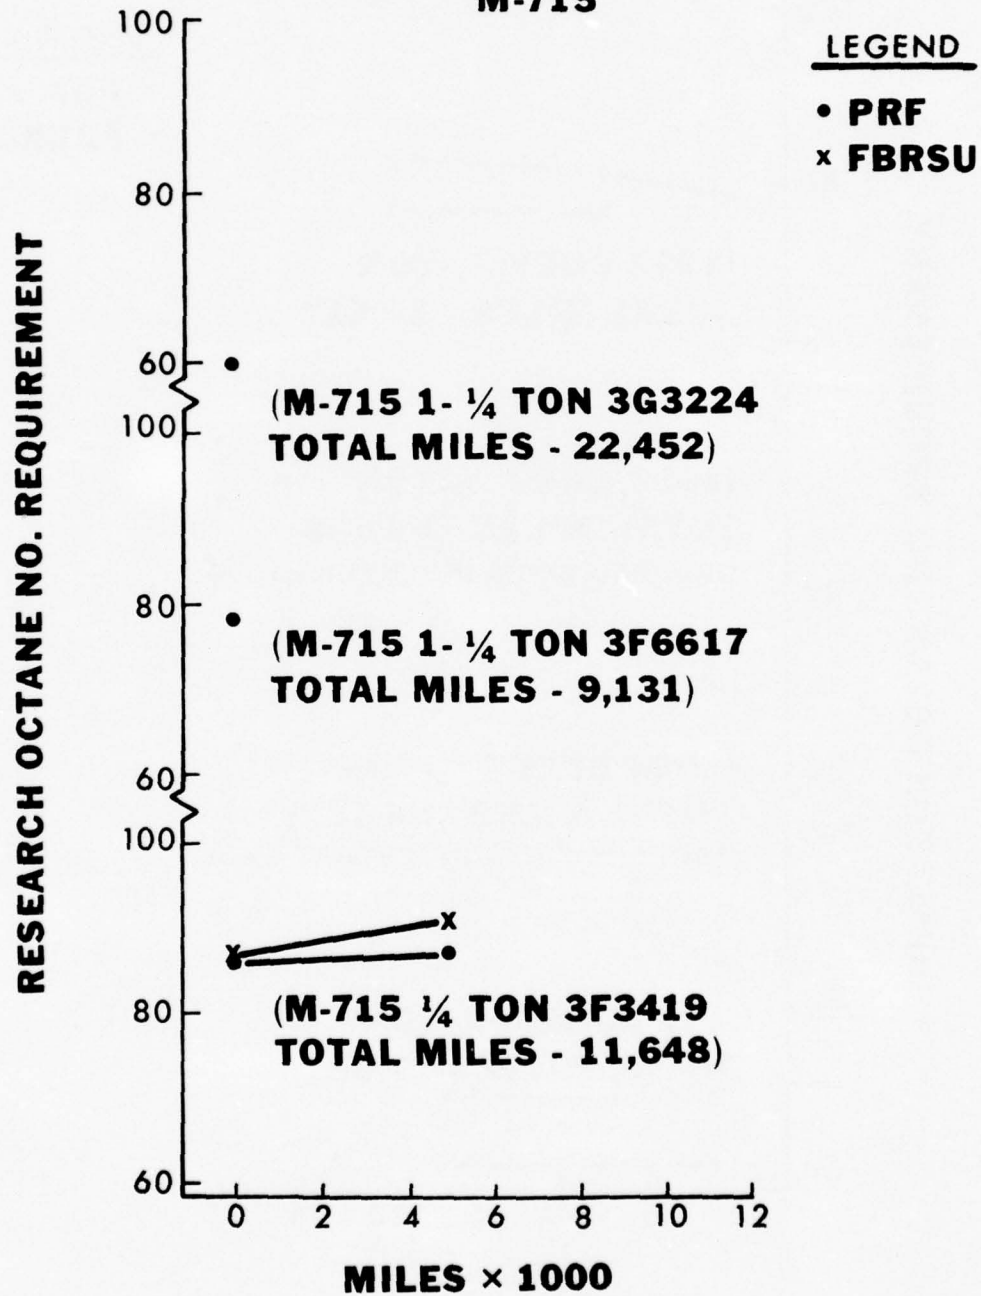 M-715
LEGEND
• PRF
x FBRSU
RESEARCH OCTANE NO. REQUIREMENT
100
80
60
(M-715 1- ¼ TON 3G3224
TOTAL MILES - 22,452)
100
80
(M-715 1- ¼ TON 3F6617
TOTAL MILES - 9,131)
60
100
80
(M-715 ¼ TON 3F3419
TOTAL MILES - 11,648)
60
0 2 4 6 8 10 12
MILES × 1000